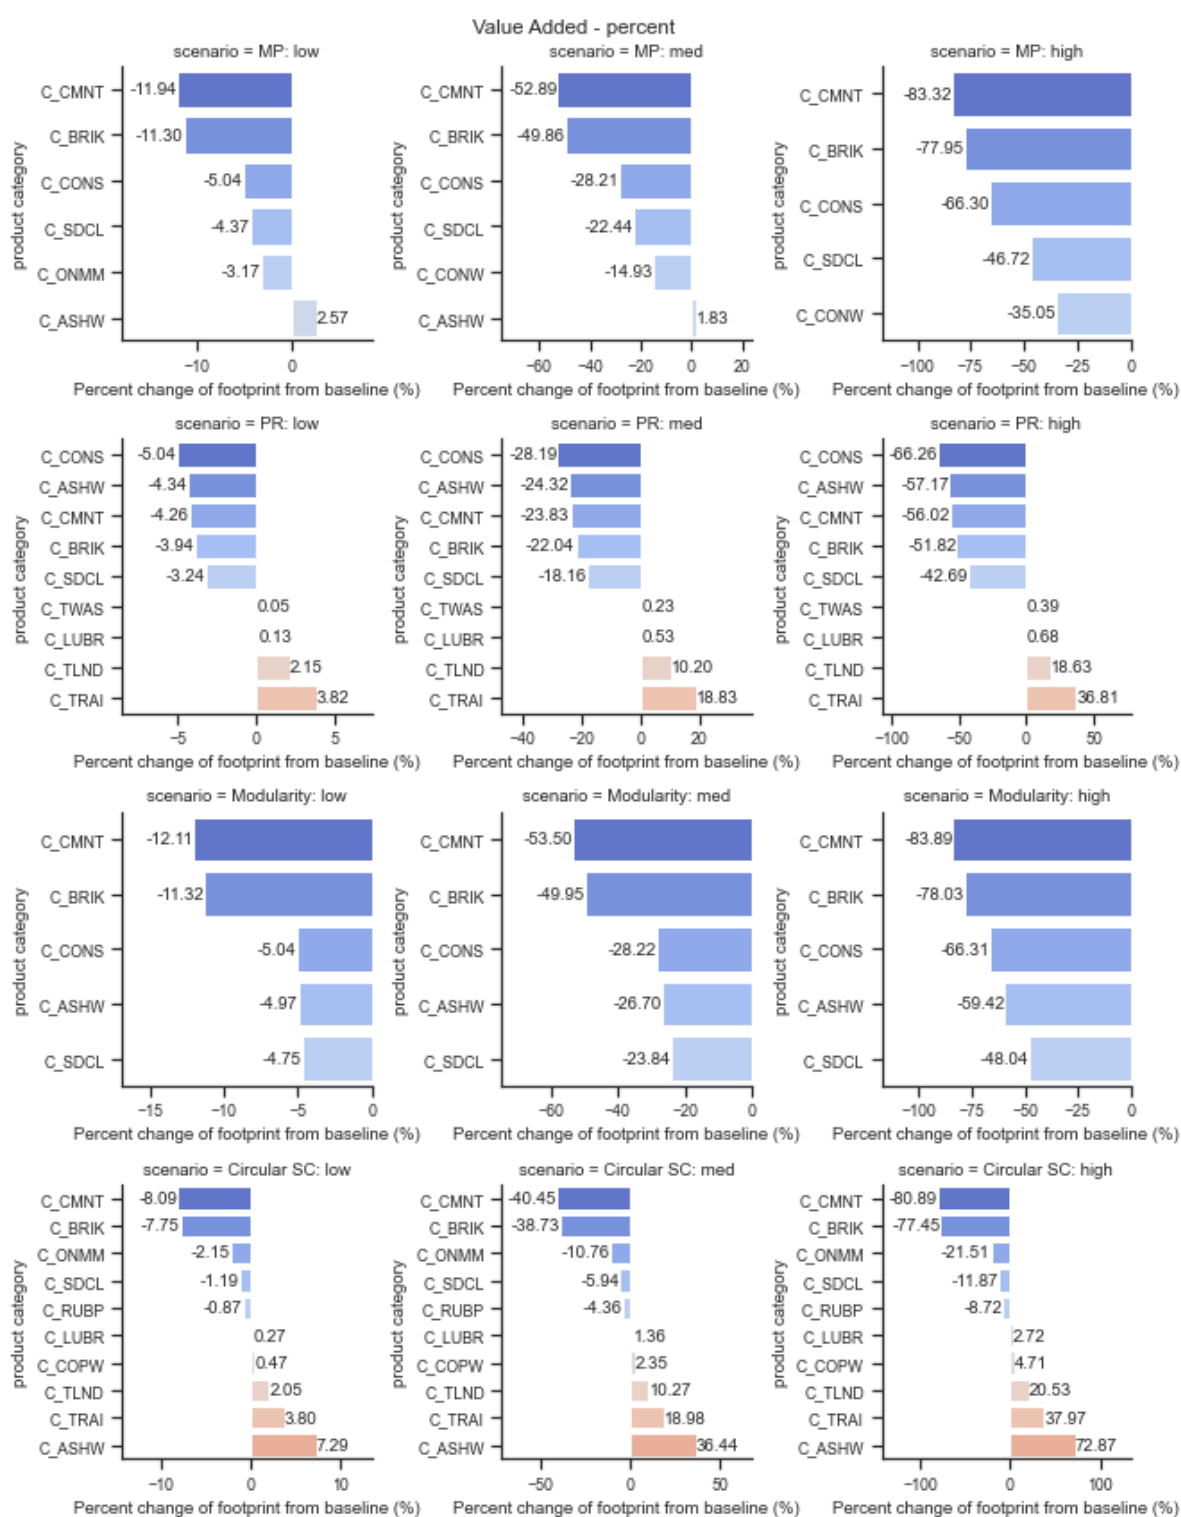 Value Added - percent
scenario = MP: low
product category
C_CMNT -11.94
C_BRIK -11.30
C_CONS -5.04
C_SDCL -4.37
C_ONMM -3.17
C_ASHW 2.57
−10 0
Percent change of footprint from baseline (%)
scenario = MP: med
product category
C_CMNT -52.89
C_BRIK -49.86
C_CONS -28.21
C_SDCL -22.44
C_CONW -14.93
C_ASHW 1.83
−60 −40 −20 0 20
Percent change of footprint from baseline (%)
scenario = MP: high
product category
C_CMNT -83.32
C_BRIK -77.95
C_CONS -66.30
C_SDCL -46.72
C_CONW -35.05
−100 −75 −50 −25 0
Percent change of footprint from baseline (%)
scenario = PR: low
product category
C_CONS -5.04
C_ASHW -4.34
C_CMNT -4.26
C_BRIK -3.94
C_SDCL -3.24
C_TWAS 0.05
C_LUBR 0.13
C_TLND 2.15
C_TRAI 3.82
−5 0 5
Percent change of footprint from baseline (%)
scenario = PR: med
product category
C_CONS -28.19
C_ASHW -24.32
C_CMNT -23.83
C_BRIK -22.04
C_SDCL -18.16
C_TWAS 0.23
C_LUBR 0.53
C_TLND 10.20
C_TRAI 18.83
−40 −20 0 20
Percent change of footprint from baseline (%)
scenario = PR: high
product category
C_CONS -66.26
C_ASHW -57.17
C_CMNT -56.02
C_BRIK -51.82
C_SDCL -42.69
C_TWAS 0.39
C_LUBR 0.68
C_TLND 18.63
C_TRAI 36.81
−100 −50 0 50
Percent change of footprint from baseline (%)
scenario = Modularity: low
product category
C_CMNT -12.11
C_BRIK -11.32
C_CONS -5.04
C_ASHW -4.97
C_SDCL -4.75
−15 −10 −5 0
Percent change of footprint from baseline (%)
scenario = Modularity: med
product category
C_CMNT -53.50
C_BRIK -49.95
C_CONS -28.22
C_ASHW -26.70
C_SDCL -23.84
−60 −40 −20 0
Percent change of footprint from baseline (%)
scenario = Modularity: high
product category
C_CMNT -83.89
C_BRIK -78.03
C_CONS -66.31
C_ASHW -59.42
C_SDCL -48.04
−100 −75 −50 −25 0
Percent change of footprint from baseline (%)
scenario = Circular SC: low
product category
C_CMNT -8.09
C_BRIK -7.75
C_ONMM -2.15
C_SDCL -1.19
C_RUBP -0.87
C_LUBR 0.27
C_COPW 0.47
C_TLND 2.05
C_TRAI 3.80
C_ASHW 7.29
−10 0 10
Percent change of footprint from baseline (%)
scenario = Circular SC: med
product category
C_CMNT -40.45
C_BRIK -38.73
C_ONMM -10.76
C_SDCL -5.94
C_RUBP -4.36
C_LUBR 1.36
C_COPW 2.35
C_TLND 10.27
C_TRAI 18.98
C_ASHW 36.44
−50 0 50
Percent change of footprint from baseline (%)
scenario = Circular SC: high
product category
C_CMNT -80.89
C_BRIK -77.45
C_ONMM -21.51
C_SDCL -11.87
C_RUBP -8.72
C_LUBR 2.72
C_COPW 4.71
C_TLND 20.53
C_TRAI 37.97
C_ASHW 72.87
−100 0 100
Percent change of footprint from baseline (%)